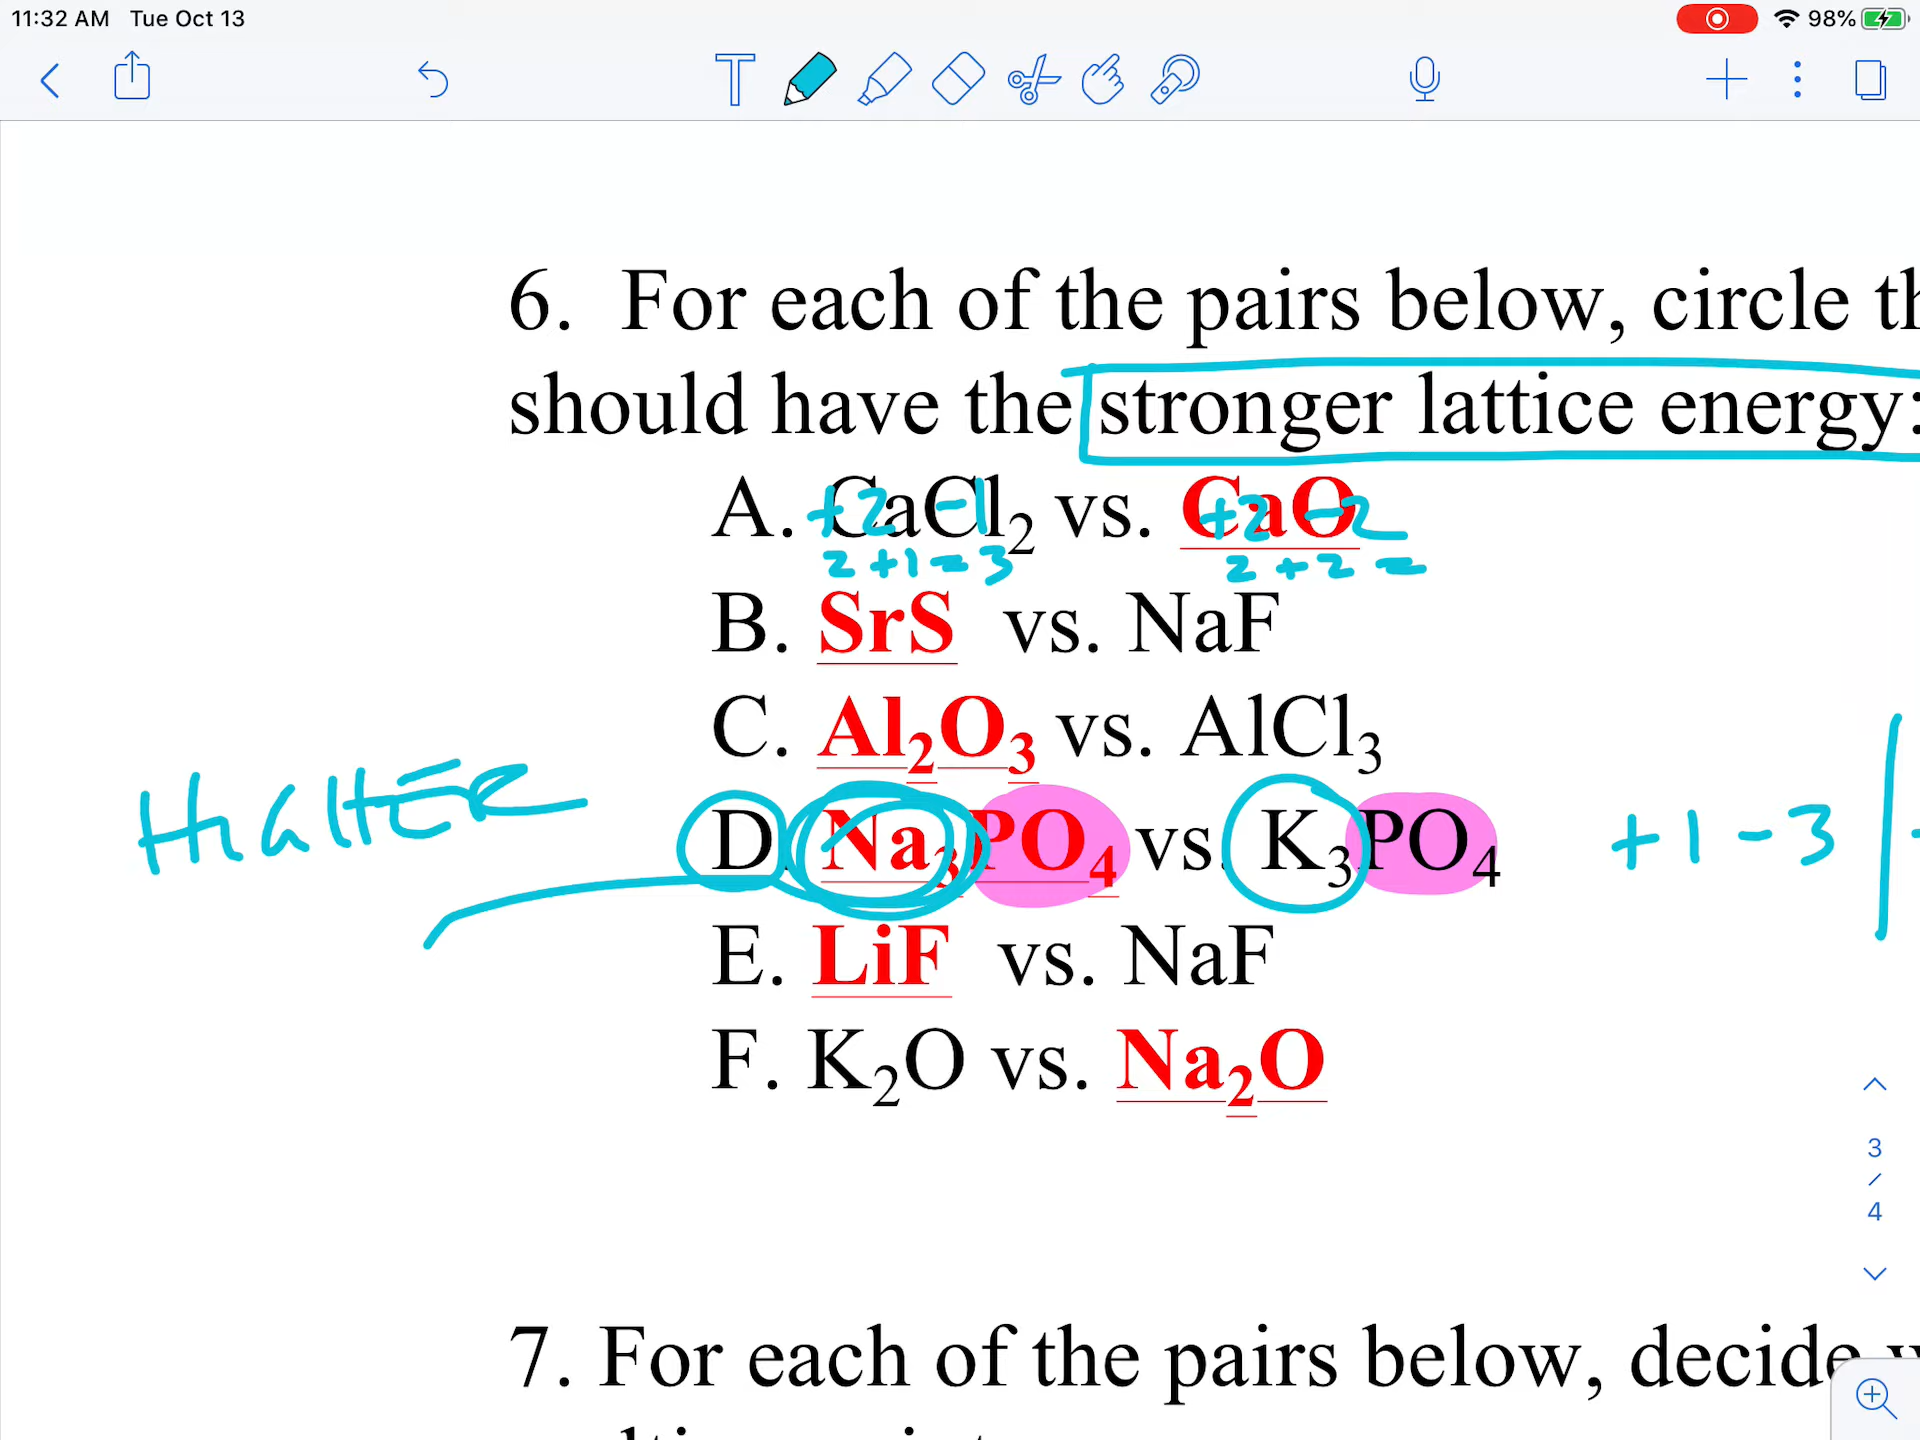 11:32 AM Tue Oct 13
98%
6. For each of the pairs below, circle th
should have the stronger lattice energy:
A. CaCl₂ vs. CaO
+2 -1 +2 -2
2+1=3 2+2=
B. SrS vs. NaF
C. Al₂O₃ vs. AlCl₃
HIGHER
D. Na₃PO₄ vs. K₃PO₄ +1 -3
E. LiF vs. NaF
F. K₂O vs. Na₂O
3
/
4
7. For each of the pairs below, decide w